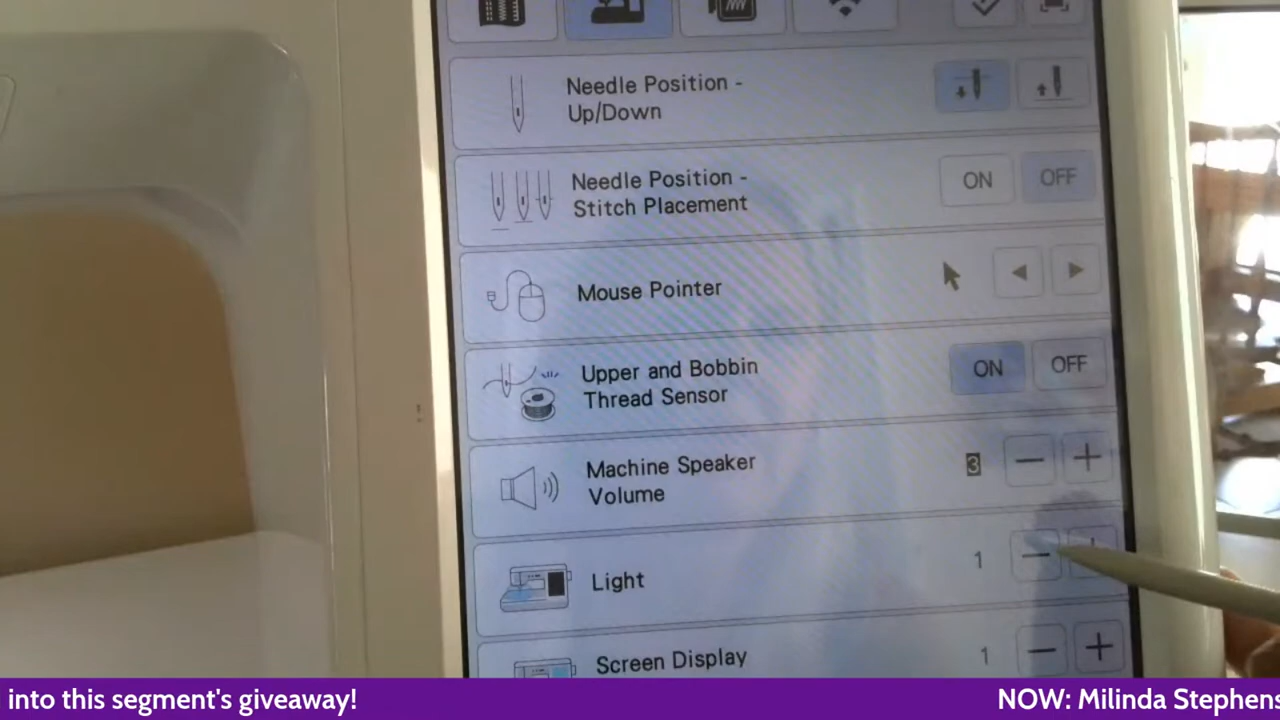 Needle Position -
Up/Down
Needle Position -
Stitch Placement
ON
OFF
Mouse Pointer
Upper and Bobbin
Thread Sensor
ON
OFF
Machine Speaker
Volume
3
Light
1
Screen Display
1
into this segment's giveaway!
NOW: Milinda Stephens